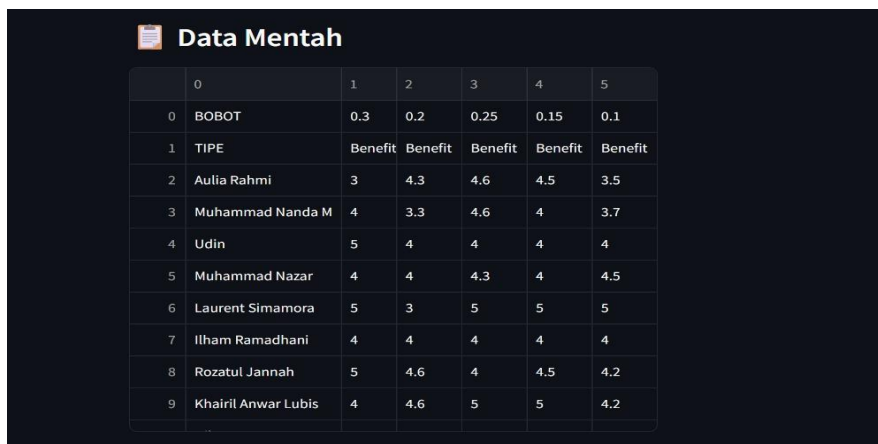 Data Mentah
0 1 2 3 4 5
0 BOBOT 0.3 0.2 0.25 0.15 0.1
1 TIPE Benefit Benefit Benefit Benefit Benefit
2 Aulia Rahmi 3 4.3 4.6 4.5 3.5
3 Muhammad Nanda M 4 3.3 4.6 4 3.7
4 Udin 5 4 4 4 4
5 Muhammad Nazar 4 4 4.3 4 4.5
6 Laurent Simamora 5 3 5 5 5
7 Ilham Ramadhani 4 4 4 4 4
8 Rozatul Jannah 5 4.6 4 4.5 4.2
9 Khairil Anwar Lubis 4 4.6 5 5 4.2